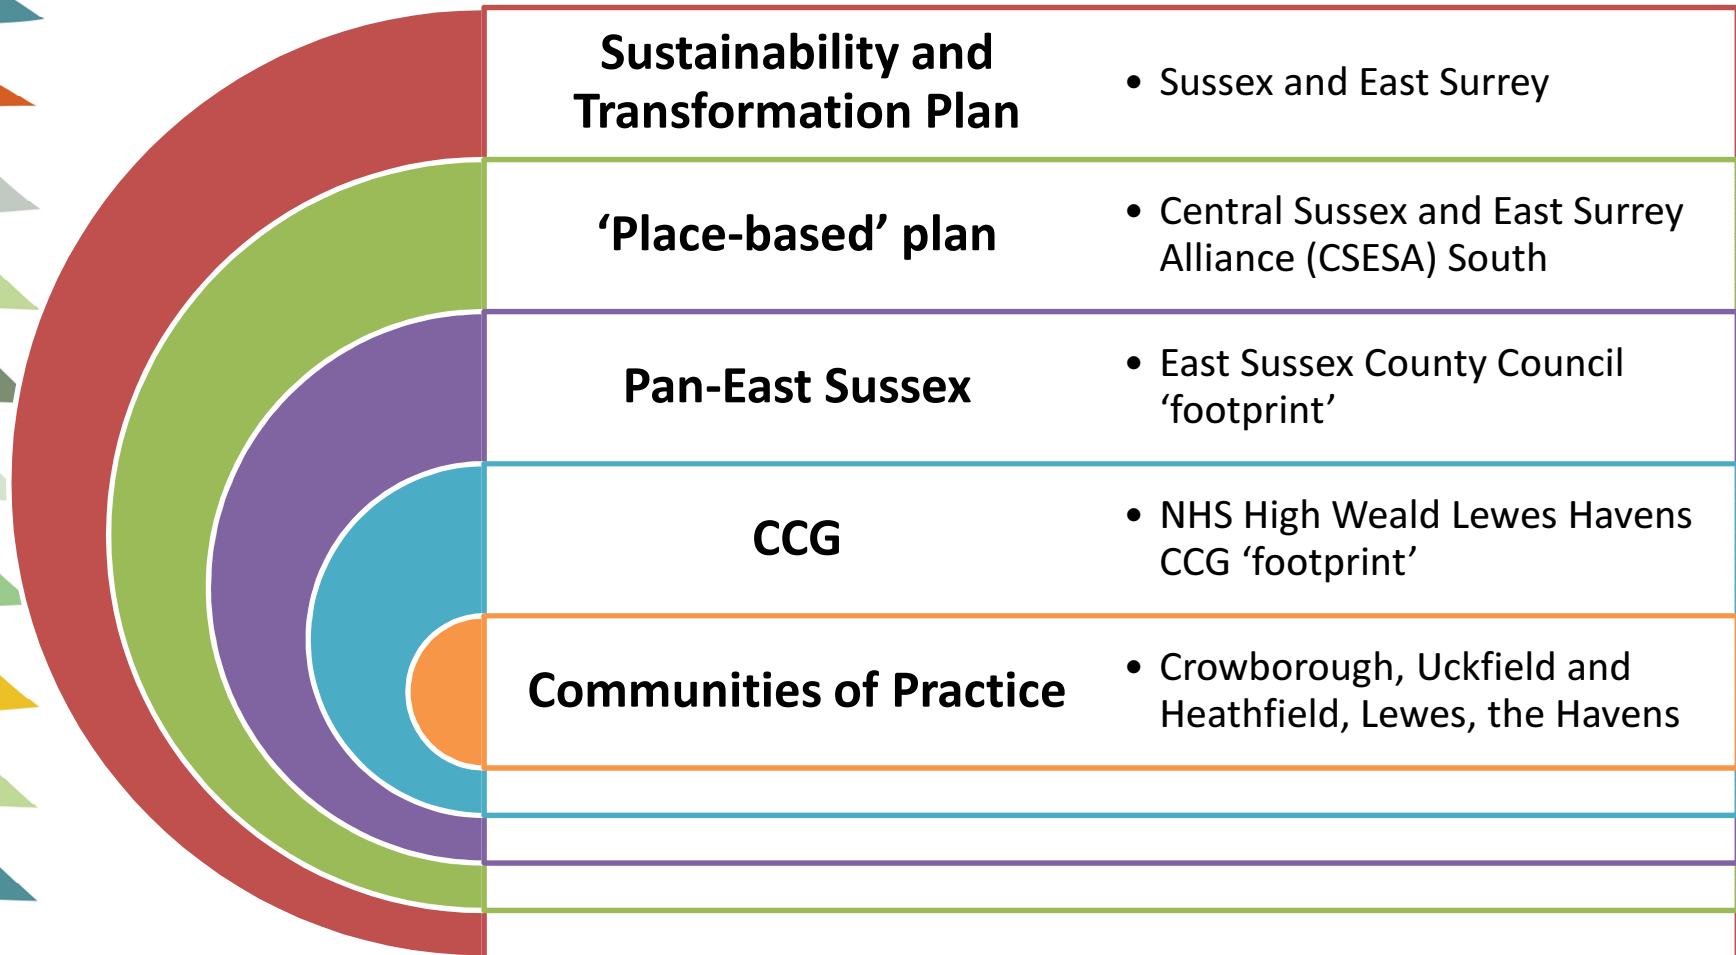 Sustainability and
Transformation Plan
• Sussex and East Surrey
‘Place-based’ plan
• Central Sussex and East Surrey
Alliance (CSESA) South
Pan-East Sussex
• East Sussex County Council
‘footprint’
CCG
• NHS High Weald Lewes Havens
CCG ‘footprint’
Communities of Practice
• Crowborough, Uckfield and
Heathfield, Lewes, the Havens